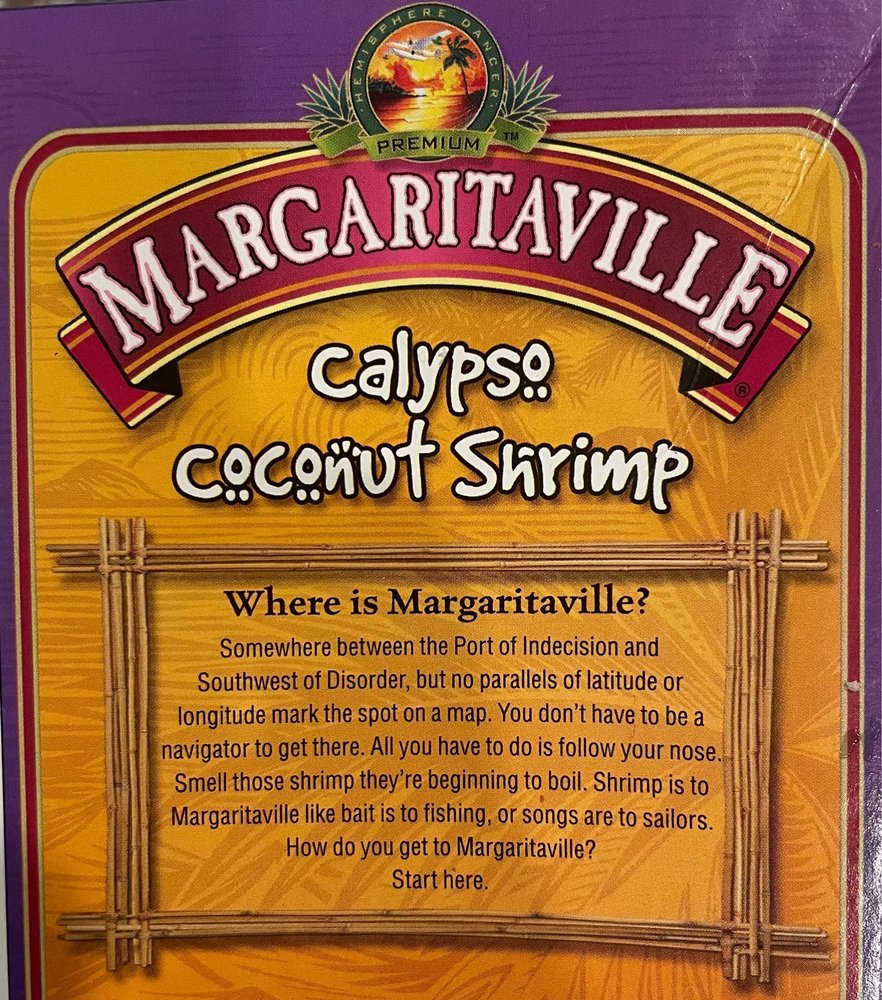 HEMISPHERE DANCER
PREMIUM ™
MARGARITAVILLE
®
Calypso
Coconut Shrimp
Where is Margaritaville?
Somewhere between the Port of Indecision and
Southwest of Disorder, but no parallels of latitude or
longitude mark the spot on a map. You don't have to be a
navigator to get there. All you have to do is follow your nose.
Smell those shrimp they're beginning to boil. Shrimp is to
Margaritaville like bait is to fishing, or songs are to sailors.
How do you get to Margaritaville?
Start here.